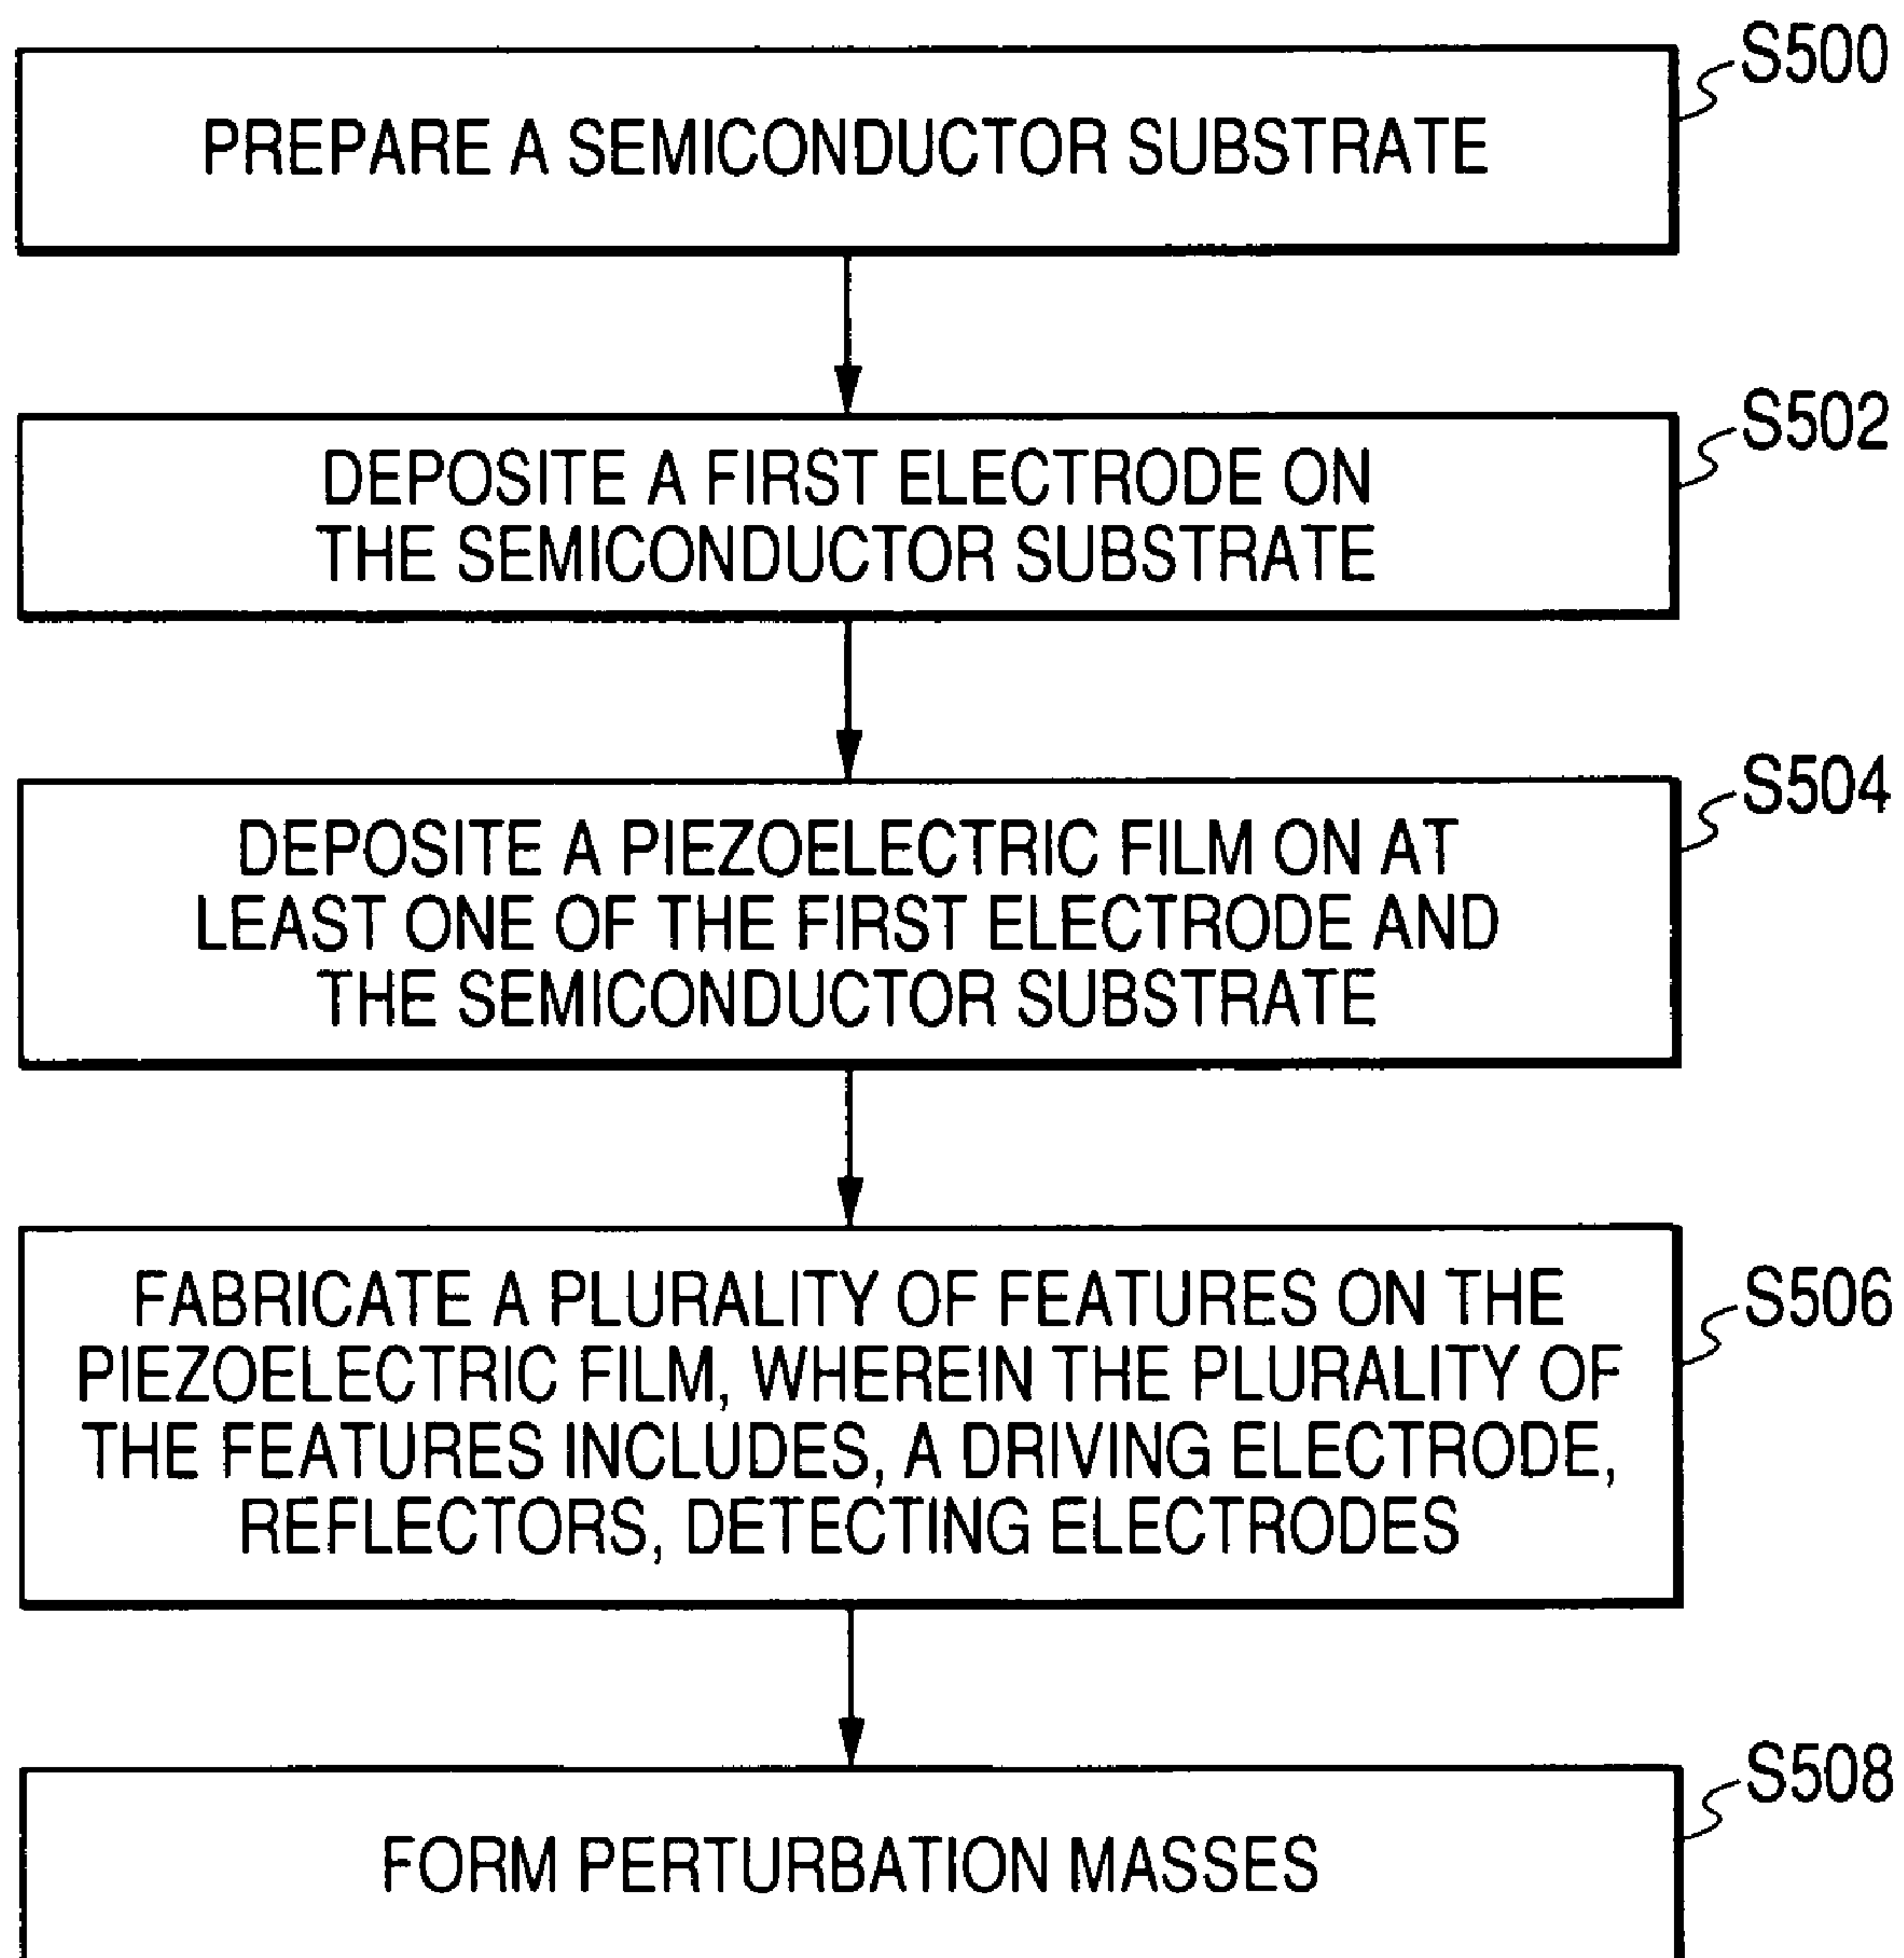 S500
PREPARE A SEMICONDUCTOR SUBSTRATE
S502
DEPOSITE A FIRST ELECTRODE ON
THE SEMICONDUCTOR SUBSTRATE
S504
DEPOSITE A PIEZOELECTRIC FILM ON AT
LEAST ONE OF THE FIRST ELECTRODE AND
THE SEMICONDUCTOR SUBSTRATE
S506
FABRICATE A PLURALITY OF FEATURES ON THE
PIEZOELECTRIC FILM, WHEREIN THE PLURALITY OF
THE FEATURES INCLUDES, A DRIVING ELECTRODE,
REFLECTORS, DETECTING ELECTRODES
S508
FORM PERTURBATION MASSES